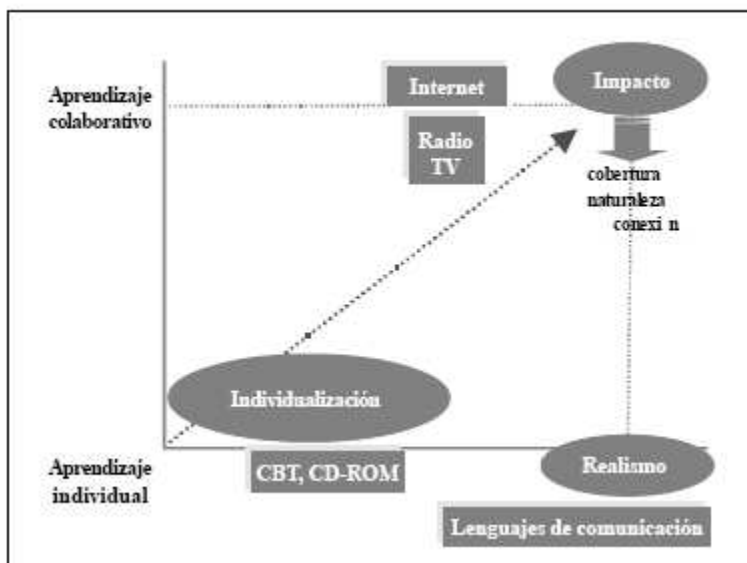 Internet
Impacto
Aprendizaje
colaborativo
Radio
TV
cobertura
naturaleza
conexi n
Individualización
Aprendizaje
individual
CBT, CD-ROM
Realismo
Lenguajes de comunicación